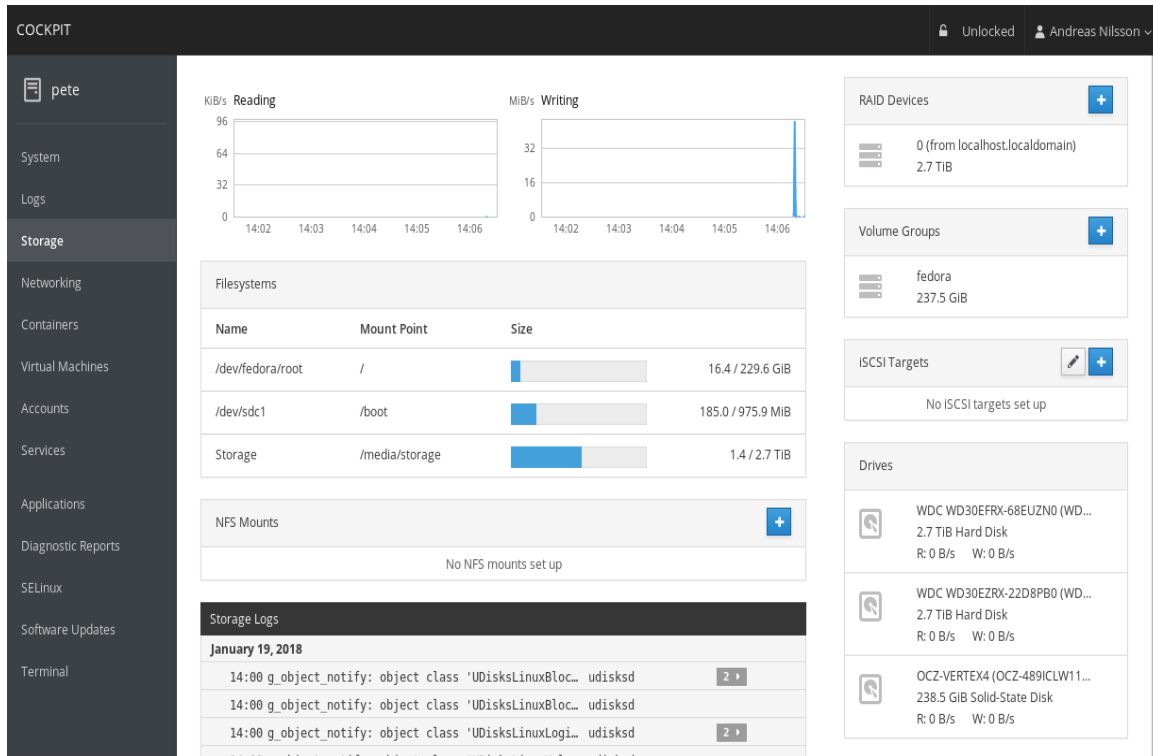 COCKPIT
Unlocked
Andreas Nilsson
pete
System
Logs
Storage
Networking
Containers
Virtual Machines
Accounts
Services
Applications
Diagnostic Reports
SELinux
Software Updates
Terminal
KiB/s Reading
96
64
32
0
14:02 14:03 14:04 14:05 14:06
MiB/s Writing
32
16
0
14:02 14:03 14:04 14:05 14:06
Filesystems
Name Mount Point Size
/dev/fedora/root / 16.4 / 229.6 GiB
/dev/sdc1 /boot 185.0 / 975.9 MiB
Storage /media/storage 1.4 / 2.7 TiB
NFS Mounts
No NFS mounts set up
Storage Logs
January 19, 2018
14:00 g_object_notify: object class 'UDisksLinuxBloc… udisksd 2
14:00 g_object_notify: object class 'UDisksLinuxBloc… udisksd
14:00 g_object_notify: object class 'UDisksLinuxLogi… udisksd 2
RAID Devices
0 (from localhost.localdomain)
2.7 TiB
Volume Groups
fedora
237.5 GiB
iSCSI Targets
No iSCSI targets set up
Drives
WDC WD30EFRX-68EUZN0 (WD...
2.7 TiB Hard Disk
R: 0 B/s W: 0 B/s
WDC WD30EZRX-22D8PB0 (WD...
2.7 TiB Hard Disk
R: 0 B/s W: 0 B/s
OCZ-VERTEX4 (OCZ-489ICLW11...
238.5 GiB Solid-State Disk
R: 0 B/s W: 0 B/s